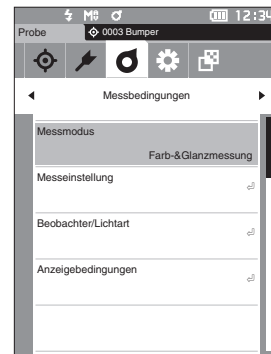 12:34
Probe 0003 Bumper
Messbedingungen
Messmodus
Farb-&Glanzmessung
Messeinstellung
Beobachter/Lichtart
Anzeigebedingungen